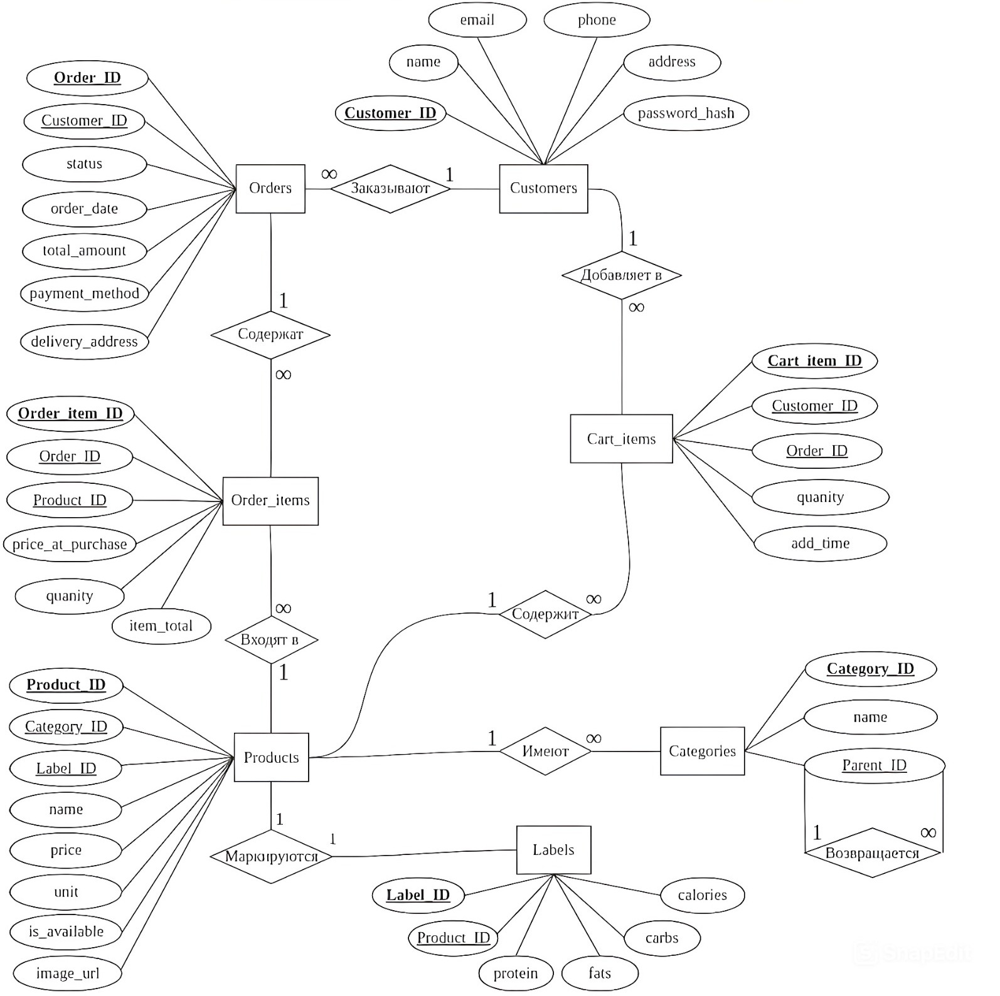 email
phone
name
address
Customer_ID
password_hash
Order_ID
Customer_ID
status
order_date
total_amount
payment_method
delivery_address
Orders
∞
Заказывают
1
Customers
1
Добавляет в
∞
1
Содержат
∞
Cart_item_ID
Customer_ID
Order_ID
quanity
add_time
Cart_items
Order_item_ID
Order_ID
Product_ID
price_at_purchase
quanity
item_total
Order_items
∞
Входят в
1
1
Содержит
∞
Product_ID
Category_ID
Label_ID
name
price
unit
is_available
image_url
Products
1
Имеют
∞
Categories
Category_ID
name
Parent_ID
1
∞
Возвращается
1
Маркируются
1
Labels
Label_ID
Product_ID
protein
fats
carbs
calories
SnapEdit